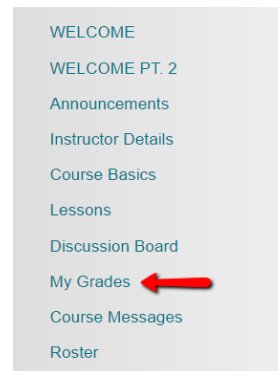 WELCOME
WELCOME PT. 2
Announcements
Instructor Details
Course Basics
Lessons
Discussion Board
My Grades
Course Messages
Roster